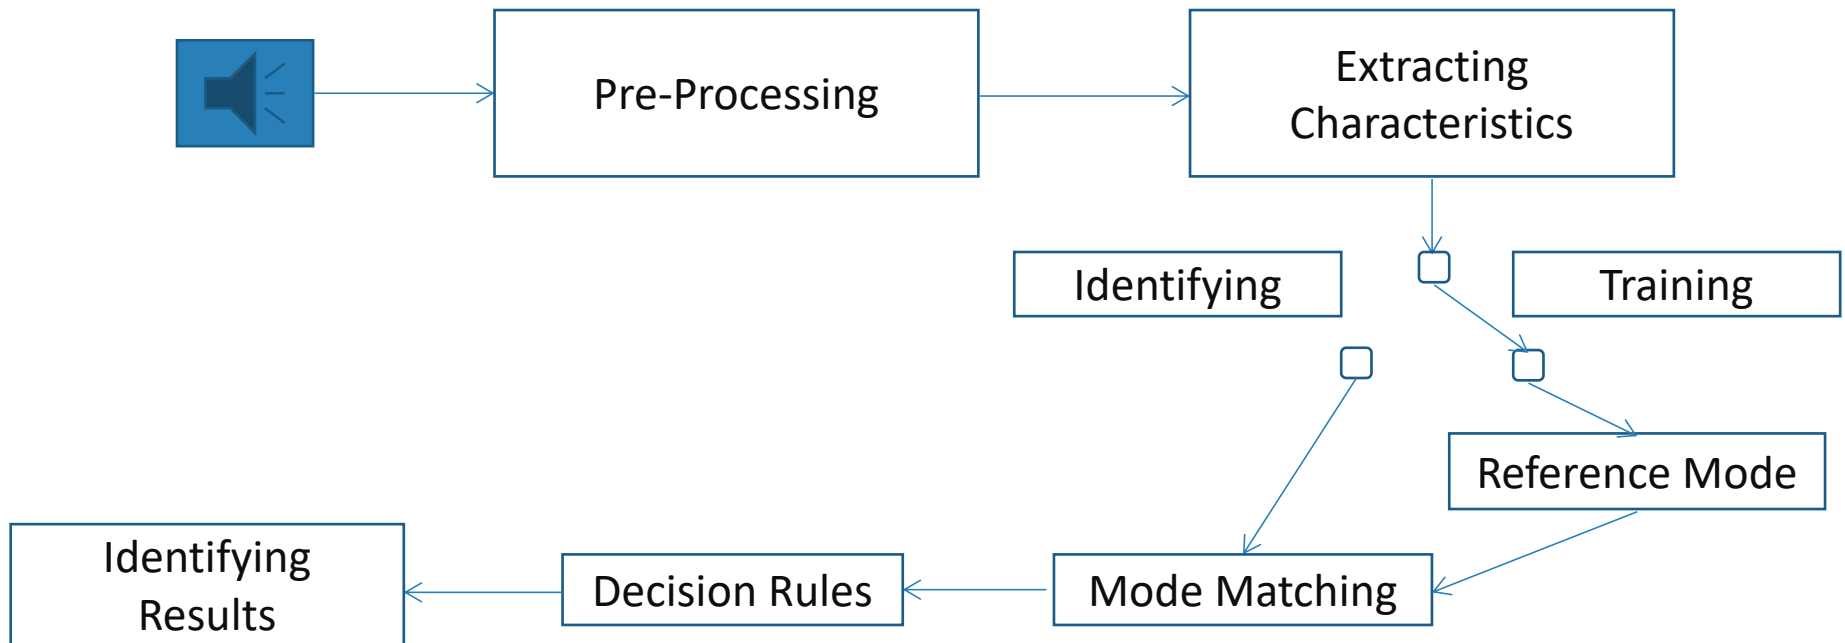 Pre-Processing
Extracting
Characteristics
Identifying
Training
Reference Mode
Mode Matching
Decision Rules
Identifying
Results